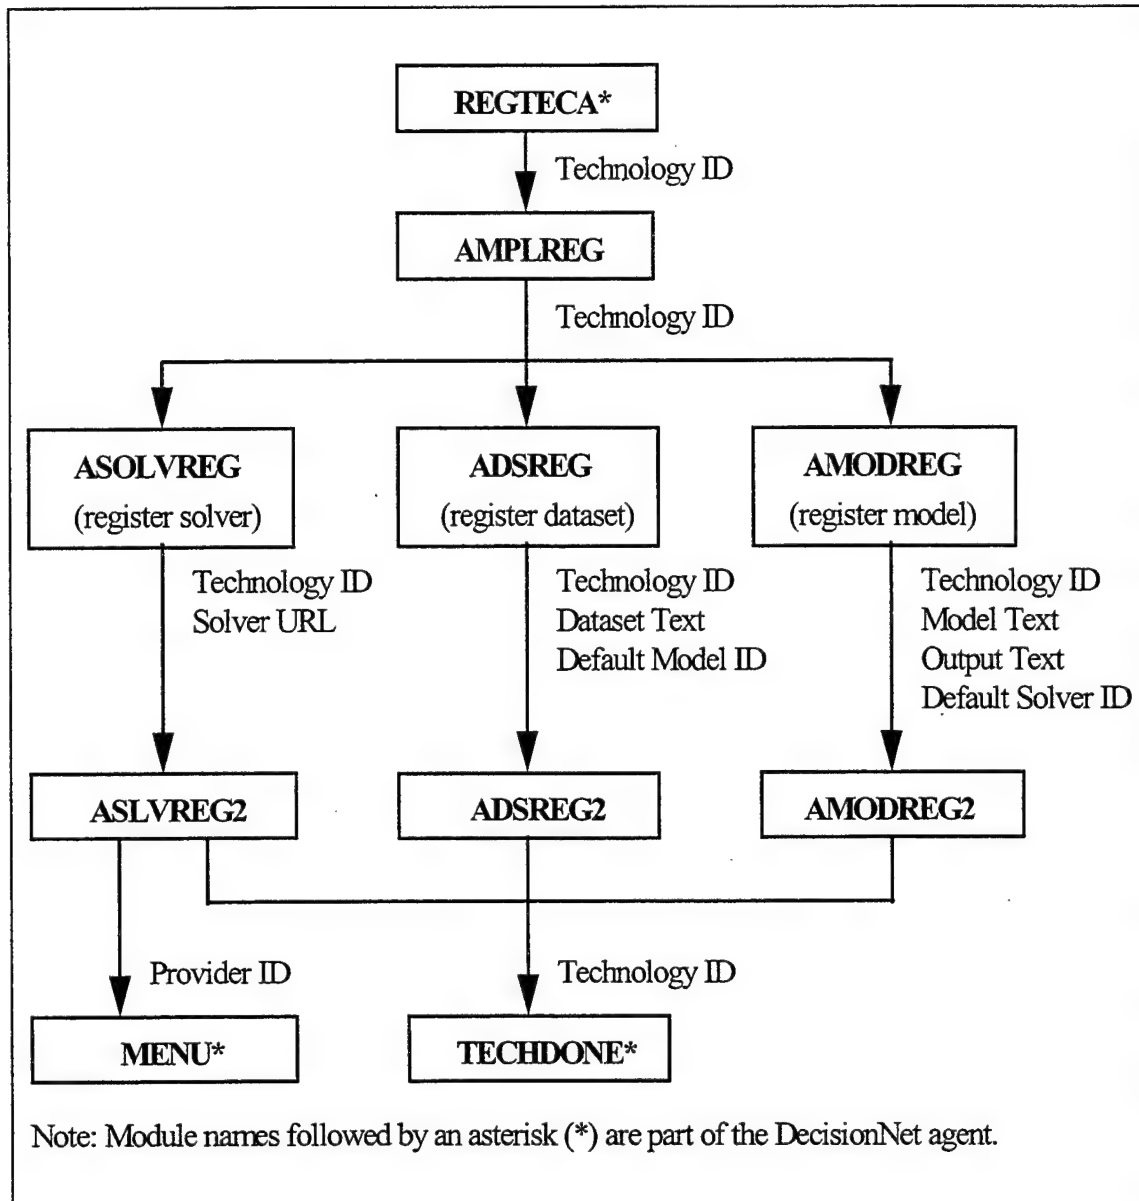 REGTECA*
Technology ID
AMPLREG
Technology ID
ASOLVREG
(register solver)
ADSREG
(register dataset)
AMODREG
(register model)
Technology ID
Solver URL
Technology ID
Dataset Text
Default Model ID
Technology ID
Model Text
Output Text
Default Solver ID
ASLVREG2
ADSREG2
AMODREG2
Provider ID
Technology ID
MENU*
TECHDONE*
Note: Module names followed by an asterisk (*) are part of the DecisionNet agent.